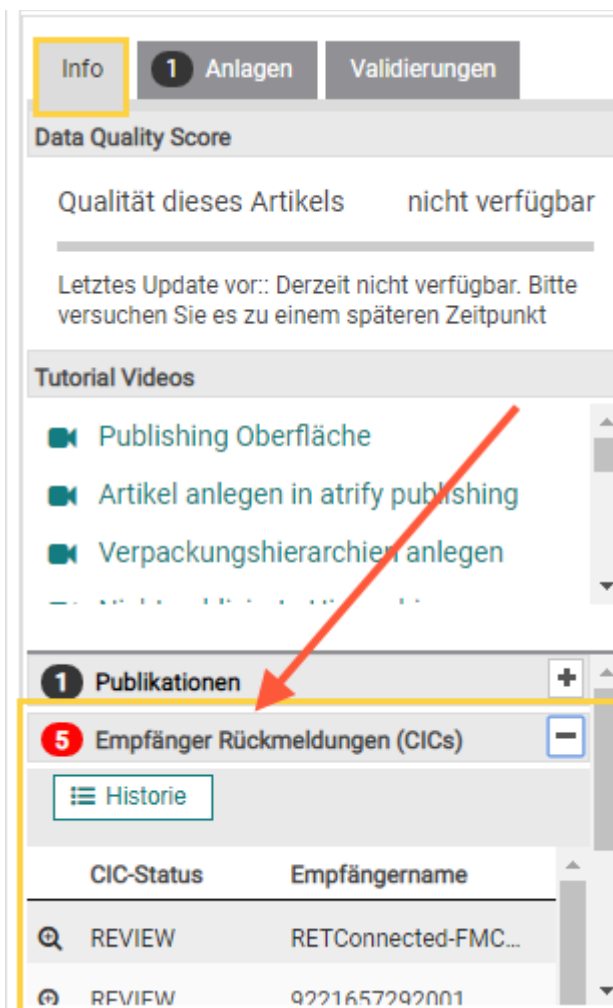 Info 1 Anlagen Validierungen
Data Quality Score
Qualität dieses Artikels nicht verfügbar
Letztes Update vor:: Derzeit nicht verfügbar. Bitte
versuchen Sie es zu einem späteren Zeitpunkt
Tutorial Videos
Publishing Oberfläche
Artikel anlegen in atrify publishing
Verpackungshierarchien anlegen
1 Publikationen
5 Empfänger Rückmeldungen (CICs)
Historie
CIC-Status Empfängername
REVIEW RETConnected-FMC...
REVIEW 9221657292001